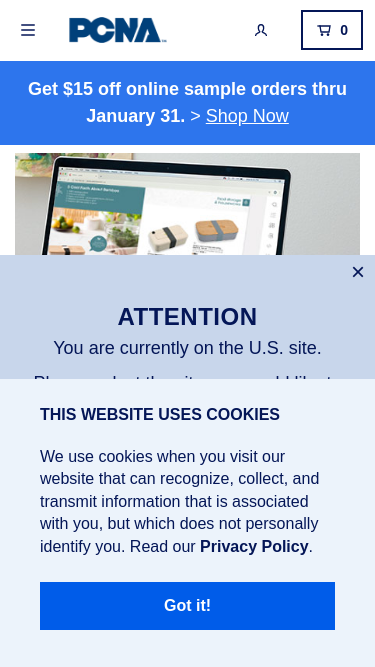 PCNA
0
Get $15 off online sample orders thru
January 31. > Shop Now
ATTENTION
You are currently on the U.S. site.
THIS WEBSITE USES COOKIES
We use cookies when you visit our
website that can recognize, collect, and
transmit information that is associated
with you, but which does not personally
identify you. Read our Privacy Policy.
Got it!